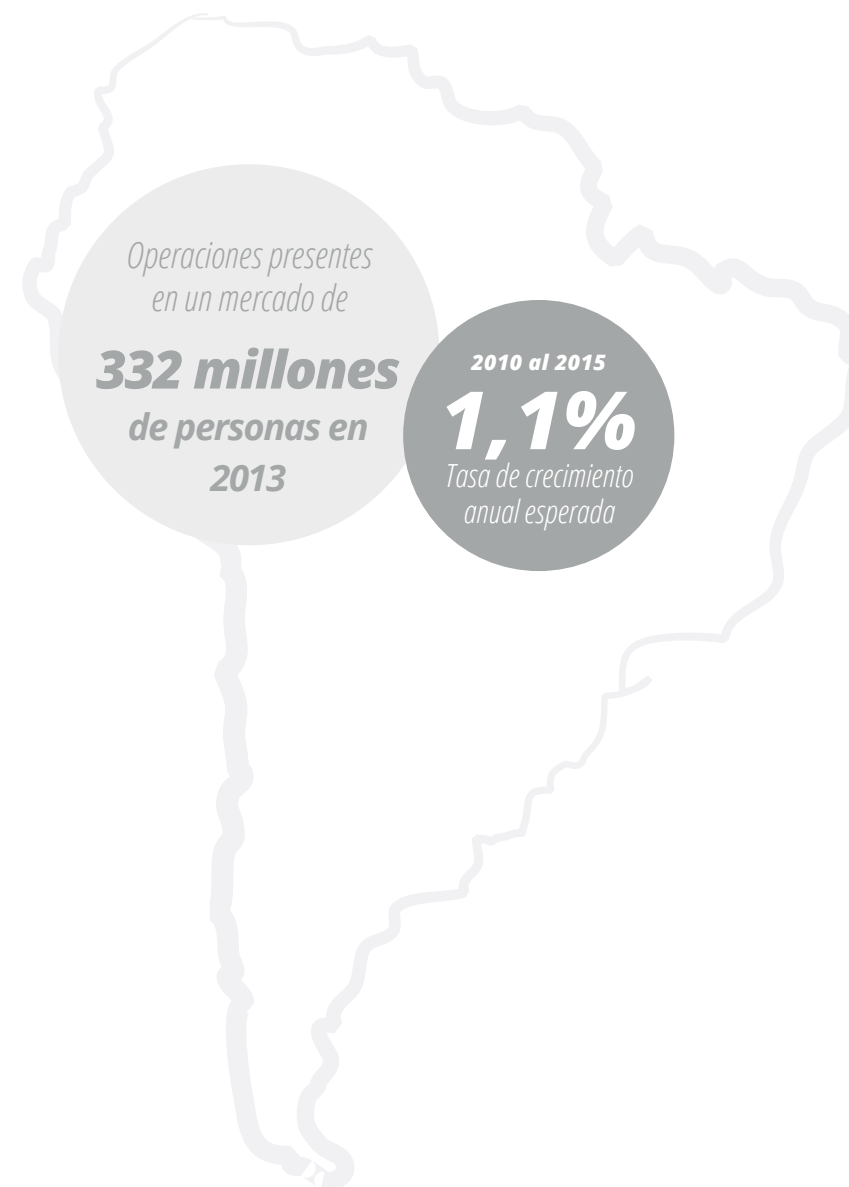 Operaciones presentes
en un mercado de
332 millones
de personas en
2013
2010 al 2015
1,1%
Tasa de crecimiento
anual esperada